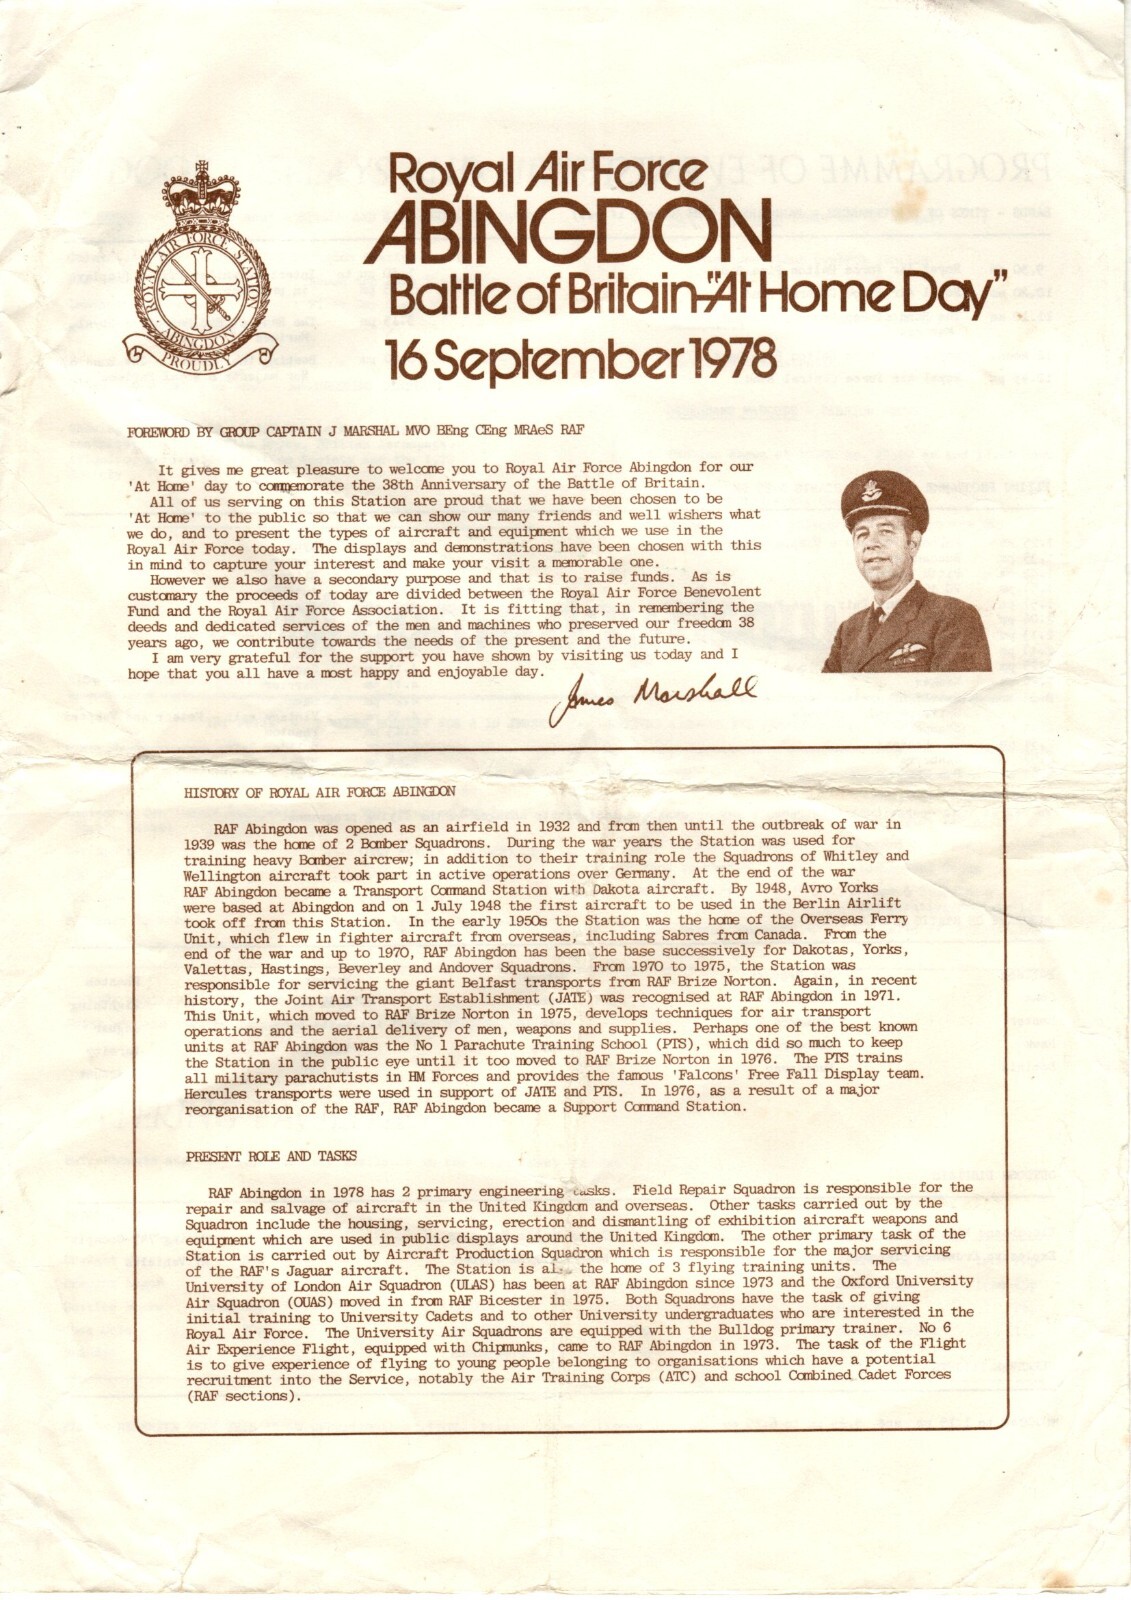 Royal Air Force
ABINGDON
Battle of Britain-"At Home Day"
16 September 1978
ROYAL AIR FORCE STATION
ABINGDON
PROUDLY
FOREWORD BY GROUP CAPTAIN J MARSHAL MVO BEng CEng MRAeS RAF
It gives me great pleasure to welcome you to Royal Air Force Abingdon for our
'At Home' day to commemorate the 38th Anniversary of the Battle of Britain.
All of us serving on this Station are proud that we have been chosen to be
'At Home' to the public so that we can show our many friends and well wishers what
we do, and to present the types of aircraft and equipment which we use in the
Royal Air Force today. The displays and demonstrations have been chosen with this
in mind to capture your interest and make your visit a memorable one.
However we also have a secondary purpose and that is to raise funds. As is
customary the proceeds of today are divided between the Royal Air Force Benevolent
Fund and the Royal Air Force Association. It is fitting that, in remembering the
deeds and dedicated services of the men and machines who preserved our freedom 38
years ago, we contribute towards the needs of the present and the future.
I am very grateful for the support you have shown by visiting us today and I
hope that you all have a most happy and enjoyable day.
James Marshall
HISTORY OF ROYAL AIR FORCE ABINGDON
RAF Abingdon was opened as an airfield in 1932 and from then until the outbreak of war in
1939 was the home of 2 Bomber Squadrons. During the war years the Station was used for
training heavy Bomber aircrew; in addition to their training role the Squadrons of Whitley and
Wellington aircraft took part in active operations over Germany. At the end of the war
RAF Abingdon became a Transport Command Station with Dakota aircraft. By 1948, Avro Yorks
were based at Abingdon and on 1 July 1948 the first aircraft to be used in the Berlin Airlift
took off from this Station. In the early 1950s the Station was the home of the Overseas Ferry
Unit, which flew in fighter aircraft from overseas, including Sabres from Canada. From the
end of the war and up to 1970, RAF Abingdon has been the base successively for Dakotas, Yorks,
Valettas, Hastings, Beverley and Andover Squadrons. From 1970 to 1975, the Station was
responsible for servicing the giant Belfast transports from RAF Brize Norton. Again, in recent
history, the Joint Air Transport Establishment (JATE) was recognised at RAF Abingdon in 1971.
This Unit, which moved to RAF Brize Norton in 1975, develops techniques for air transport
operations and the aerial delivery of men, weapons and supplies. Perhaps one of the best known
units at RAF Abingdon was the No 1 Parachute Training School (PTS), which did so much to keep
the Station in the public eye until it too moved to RAF Brize Norton in 1976. The PTS trains
all military parachutists in HM Forces and provides the famous 'Falcons' Free Fall Display team.
Hercules transports were used in support of JATE and PTS. In 1976, as a result of a major
reorganisation of the RAF, RAF Abingdon became a Support Command Station.
PRESENT ROLE AND TASKS
RAF Abingdon in 1978 has 2 primary engineering tasks. Field Repair Squadron is responsible for the
repair and salvage of aircraft in the United Kingdom and overseas. Other tasks carried out by the
Squadron include the housing, servicing, erection and dismantling of exhibition aircraft weapons and
equipment which are used in public displays around the United Kingdom. The other primary task of the
Station is carried out by Aircraft Production Squadron which is responsible for the major servicing
of the RAF's Jaguar aircraft. The Station is the home of 3 flying training units. The
University of London Air Squadron (ULAS) has been at RAF Abingdon since 1973 and the Oxford University
Air Squadron (OUAS) moved in from RAF Bicester in 1975. Both Squadrons have the task of giving
initial training to University Cadets and to other University undergraduates who are interested in the
Royal Air Force. The University Air Squadrons are equipped with the Bulldog primary trainer. No 6
Air Experience Flight, equipped with Chipmunks, came to RAF Abingdon in 1973. The task of the Flight
is to give experience of flying to young people belonging to organisations which have a potential
recruitment into the Service, notably the Air Training Corps (ATC) and school Combined Cadet Forces
(RAF sections).